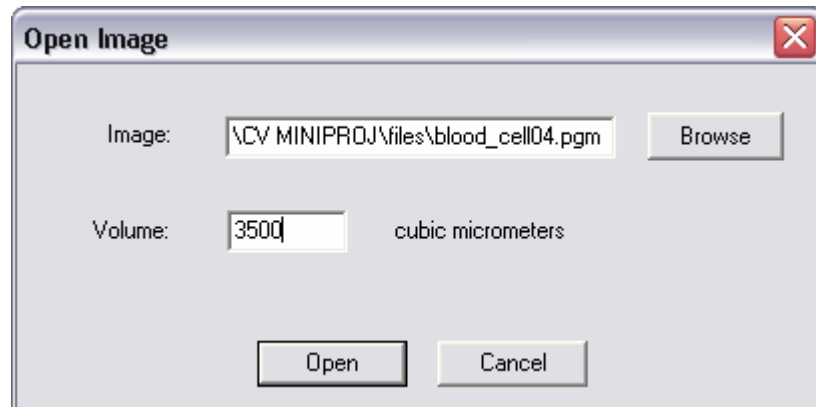 Open Image
Image: \CV MINIPROJ\files\blood_cell04.pgm Browse
Volume: 3500 cubic micrometers
Open Cancel